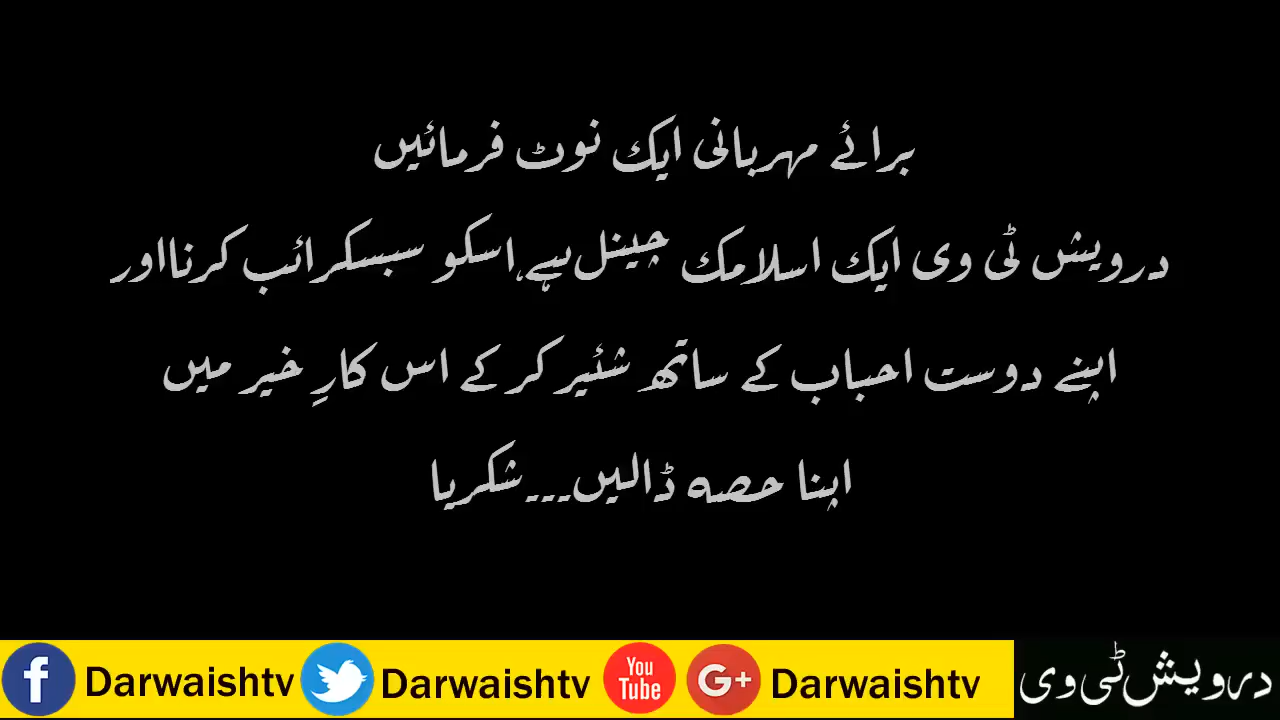 برائے مہربانی ایک نوٹ فرمائیں
درویش ٹی وی ایک اسلامک چینل ہے،اسکو سبسکرائب کرنااور
اپنے دوست احباب کے ساتھ شئیر کر کے اس کارِ خیر میں
اپنا حصہ ڈالیں۔۔۔شکریا
f Darwaishtv Darwaishtv You Tube G+ Darwaishtv درویش ٹی وی